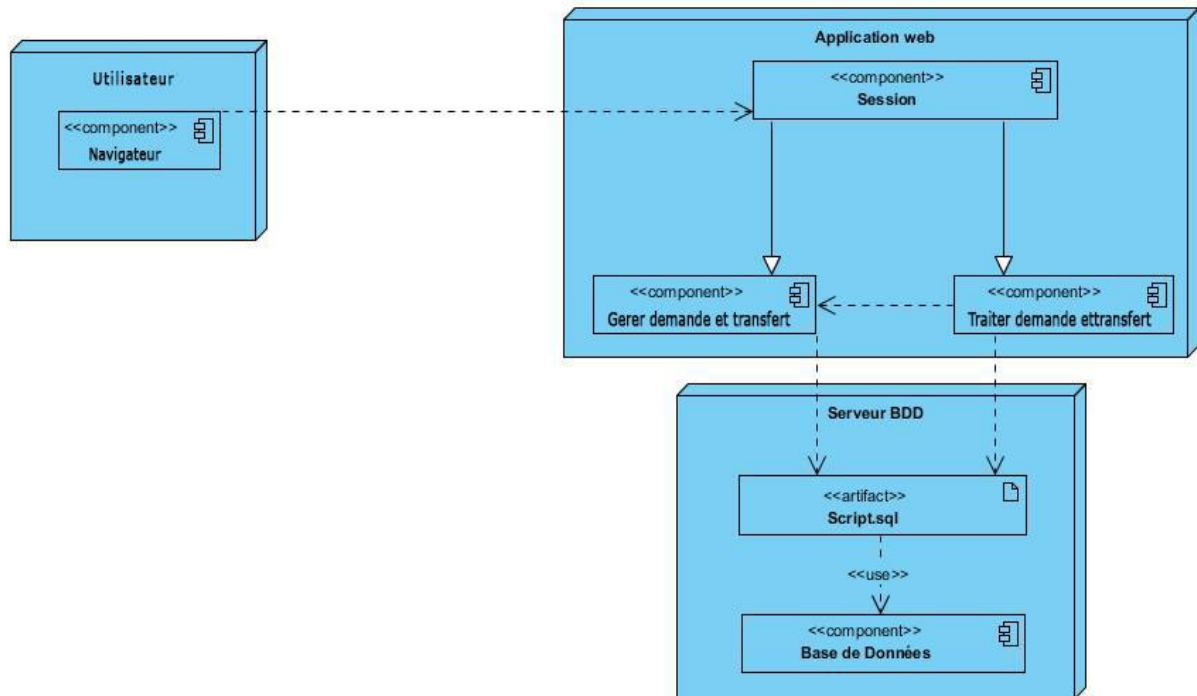 Utilisateur
<<component>>
Navigateur
Application web
<<component>>
Session
<<component>>
Gerer demande et transfert
<<component>>
Traiter demande ettransfert
Serveur BDD
<<artifact>>
Script.sql
<<use>>
<<component>>
Base de Données